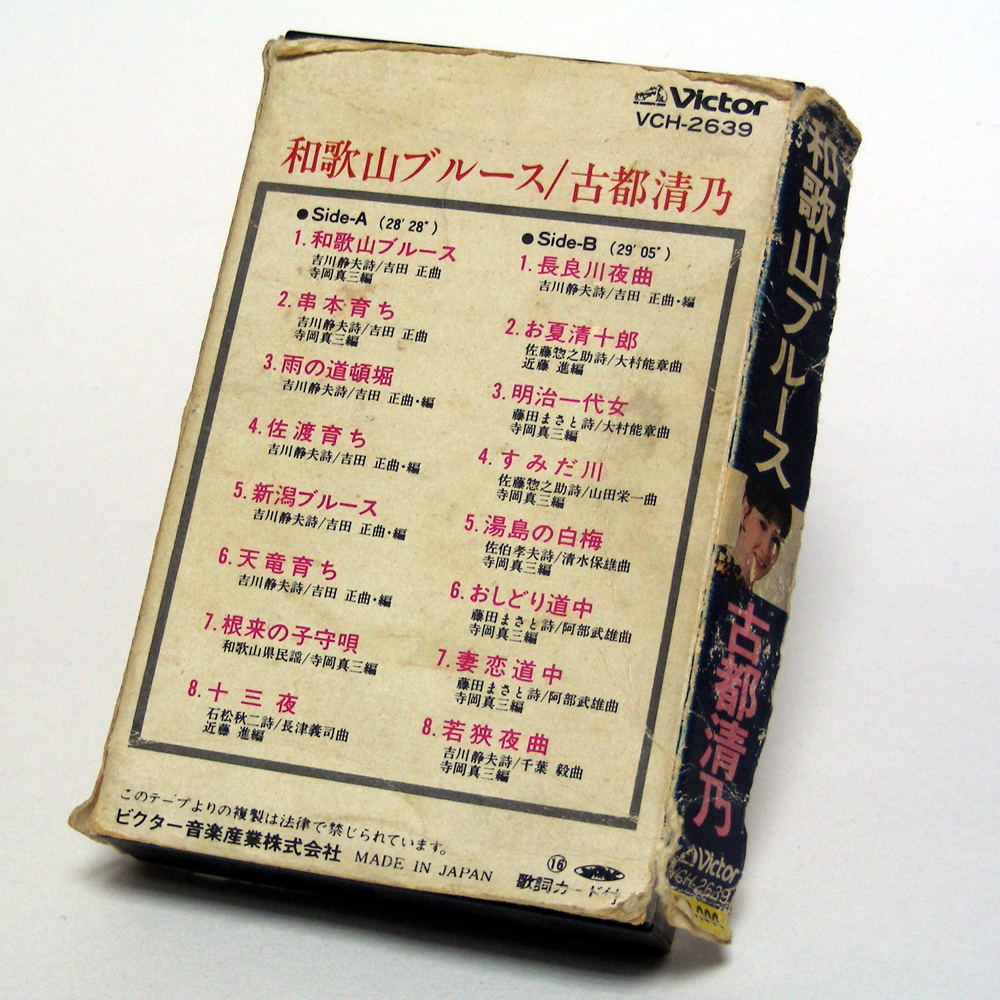 Victor
VCH-2639
和歌山ブルース/古都清乃
●Side-A (28′28″)
1.和歌山ブルース
吉川静夫詩/吉田 正曲
寺岡真三編
2.串本育ち
吉川静夫詩/吉田 正曲
寺岡真三編
3.雨の道頓堀
吉川静夫詩/吉田 正曲・編
4.佐渡育ち
吉川静夫詩/吉田 正曲・編
5.新潟ブルース
吉川静夫詩/吉田 正曲・編
6.天竜育ち
吉川静夫詩/吉田 正曲・編
7.根来の子守唄
和歌山県民謡/寺岡真三編
8.十三夜
石松秋二詩/長津義司曲
近藤 進編
●Side-B (29′05″)
1.長良川夜曲
吉川静夫詩/吉田 正曲・編
2.お夏清十郎
佐藤惣之助詩/大村能章曲
近藤 進編
3.明治一代女
藤田まさと詩/大村能章曲
寺岡真三編
4.すみだ川
佐藤惣之助詩/山田栄一曲
寺岡真三編
5.湯島の白梅
佐伯孝夫詩/清水保雄曲
寺岡真三編
6.おしどり道中
藤田まさと詩/阿部武雄曲
寺岡真三編
7.妻恋道中
藤田まさと詩/阿部武雄曲
寺岡真三編
8.若狭夜曲
吉川静夫詩/千葉 毅曲
寺岡真三編
このテープよりの複製は法律で禁じられています。
ビクター音楽産業株式会社 MADE IN JAPAN
⑯
歌詞カード付
和歌山ブルース
古都清乃
Victor
VCH-2639